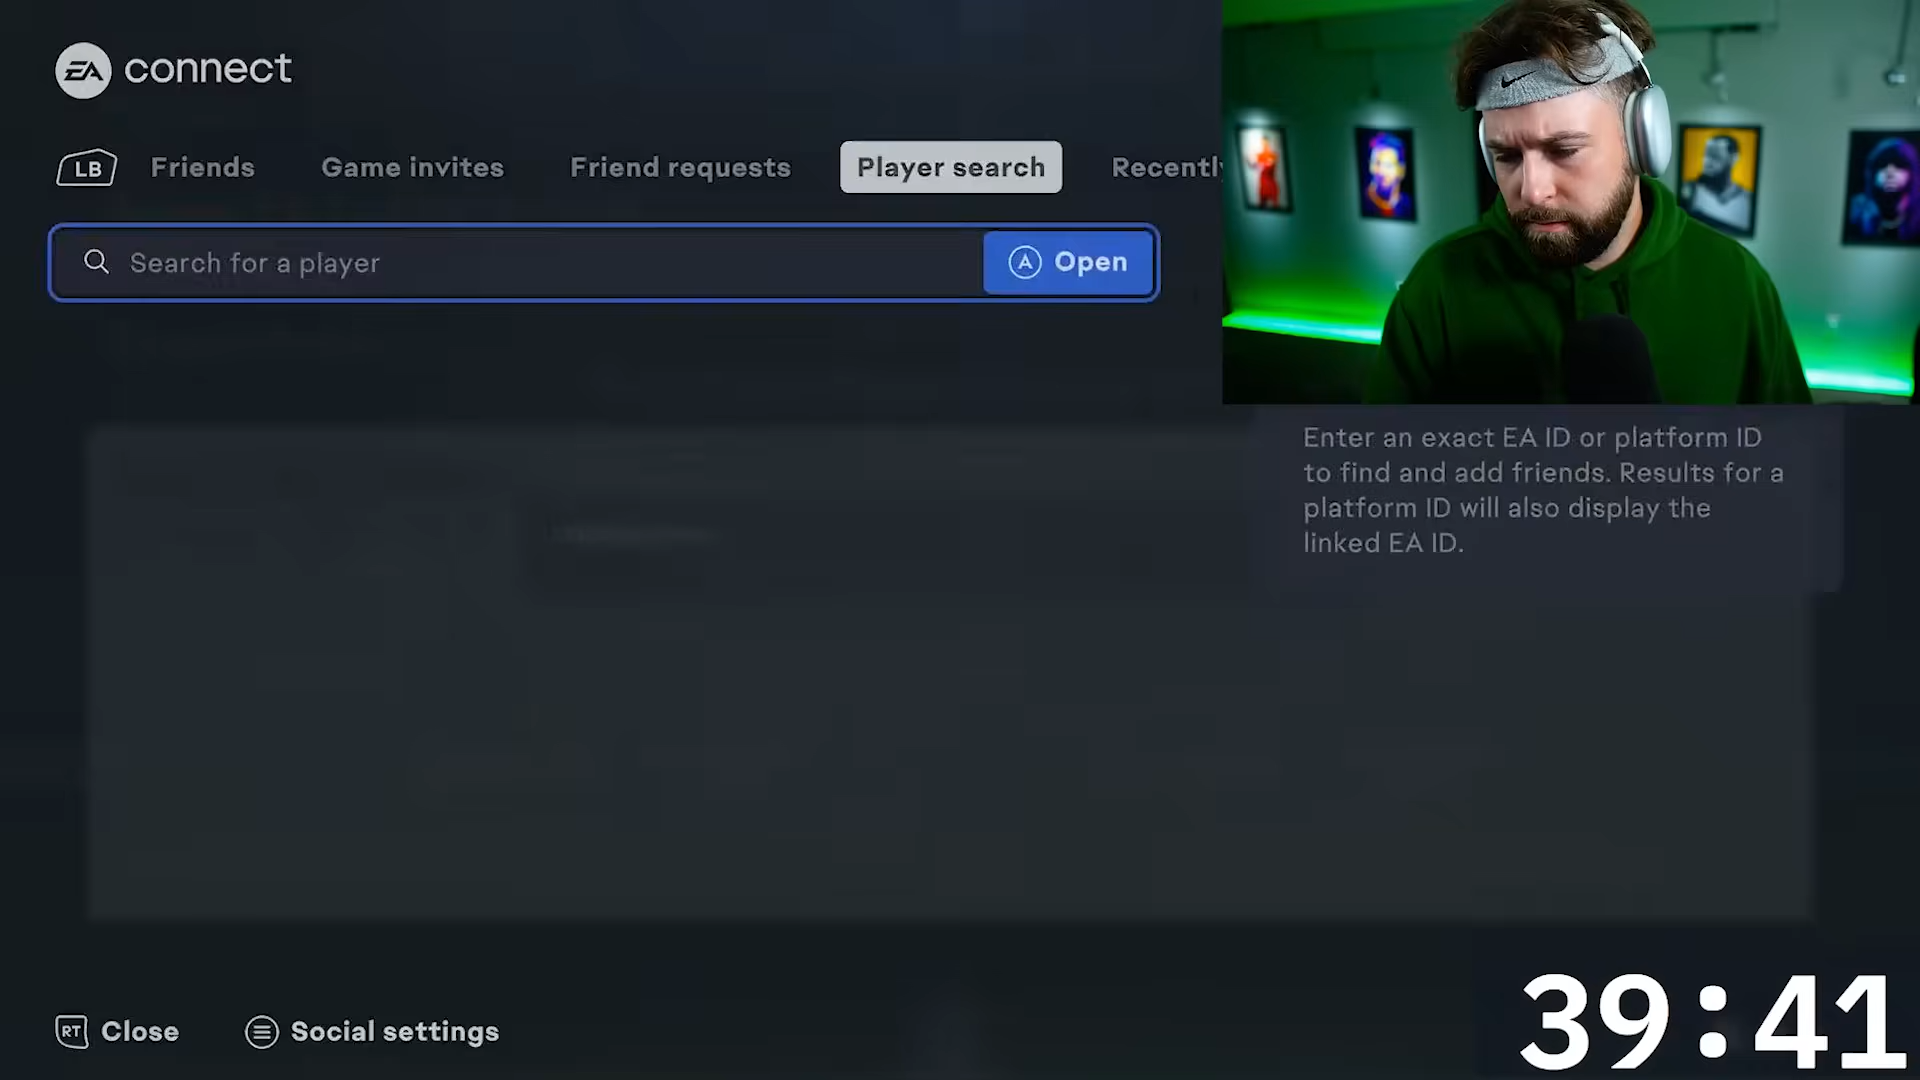 EA connect
LB Friends Game invites Friend requests Player search Recently
Search for a player
A Open
Enter an exact EA ID or platform ID
to find and add friends. Results for a
platform ID will also display the
linked EA ID.
RT Close Social settings
39:41